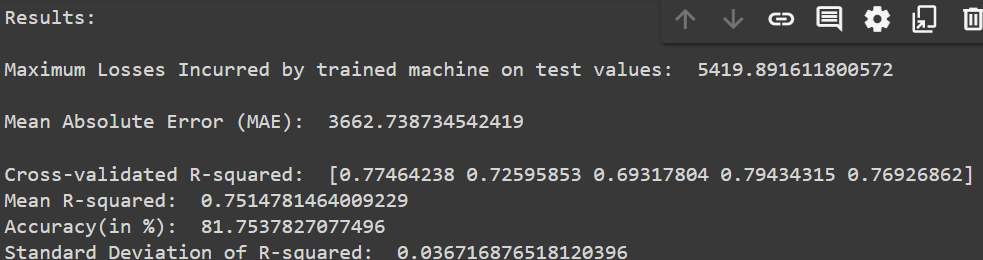 Results:
Maximum Losses Incurred by trained machine on test values:  5419.891611800572
Mean Absolute Error (MAE):  3662.738734542419
Cross-validated R-squared:  [0.77464238 0.72595853 0.69317804 0.79434315 0.76926862]
Mean R-squared:  0.7514781464009229
Accuracy(in %):  81.7537827077496
Standard Deviation of R-squared:  0.036716876518120396